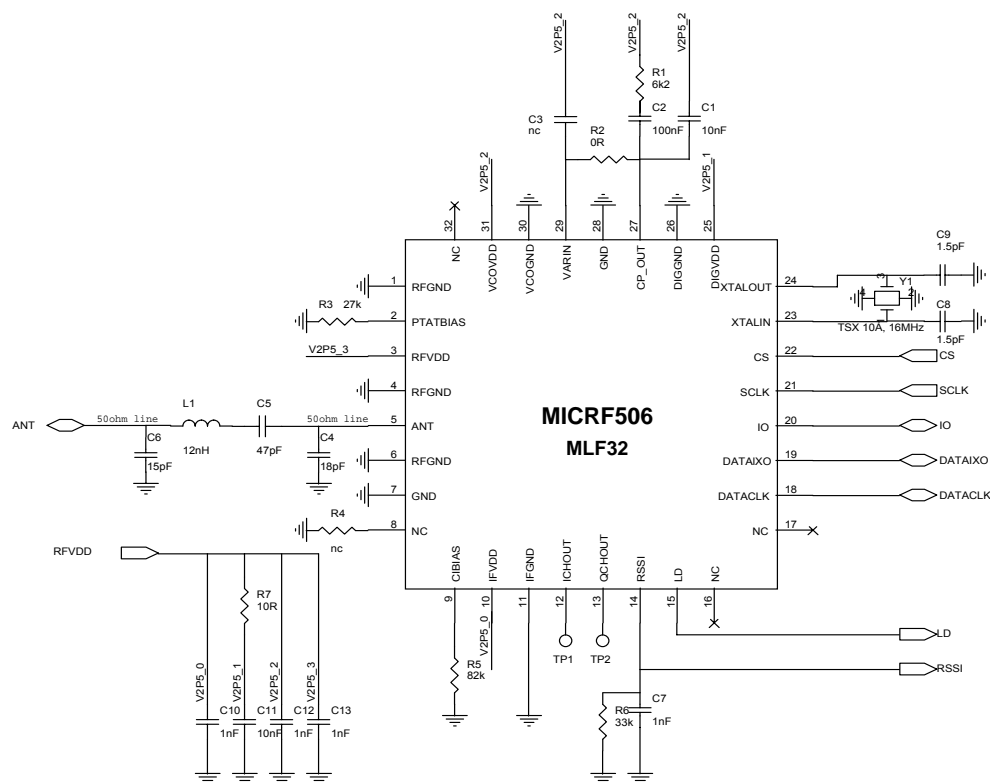 V2P5_2
V2P5_2
V2P5_2
R1
6k2
C3
nc
R2
0R
C2
100nF
C1
10nF
V2P5_2
V2P5_1
32
31
30
29
28
27
26
25
NC
VCOVDD
VCOGND
VARIN
GND
CP_OUT
DIGGND
DIGVDD
C9
1.5pF
1
RFGND
XTALOUT
24
3
Y1
4
2
R3 27k
2
PTATBIAS
XTALIN
23
C8
TSX 10A, 16MHz
1.5pF
V2P5_3
3
RFVDD
CS
22
CS
4
RFGND
SCLK
21
SCLK
ANT
50ohm line
L1
12nH
C5
47pF
50ohm line
5
ANT
MICRF506
MLF32
IO
20
IO
C6
15pF
C4
18pF
6
RFGND
DATAIXO
19
DATAIXO
7
GND
DATACLK
18
DATACLK
R4
nc
8
NC
NC
17
RFVDD
CIBIAS
IFVDD
IFGND
ICHOUT
QCHOUT
RSSI
LD
NC
9
10
11
12
13
14
15
16
R7
10R
V2P5_0
TP1
TP2
LD
R5
82k
RSSI
V2P5_0
V2P5_1
V2P5_2
V2P5_3
C10
1nF
C11
10nF
C12
1nF
C13
1nF
R6
33k
C7
1nF